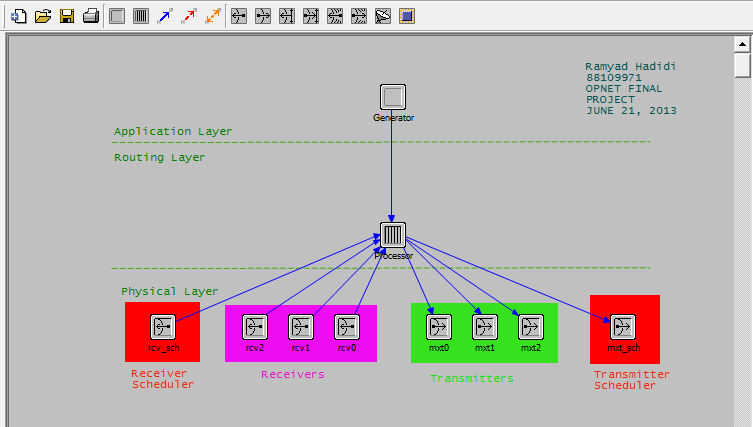 Ramyad Hadidi
88109971
OPNET FINAL
PROJECT
JUNE 21, 2013
Generator
Application Layer
Routing Layer
Processor
Physical Layer
rcv_sch
rcv2
rcv1
rcv0
mxt0
mxt1
mxt2
mxt_sch
Receiver
Scheduler
Receivers
Transmitters
Transmitter
Scheduler